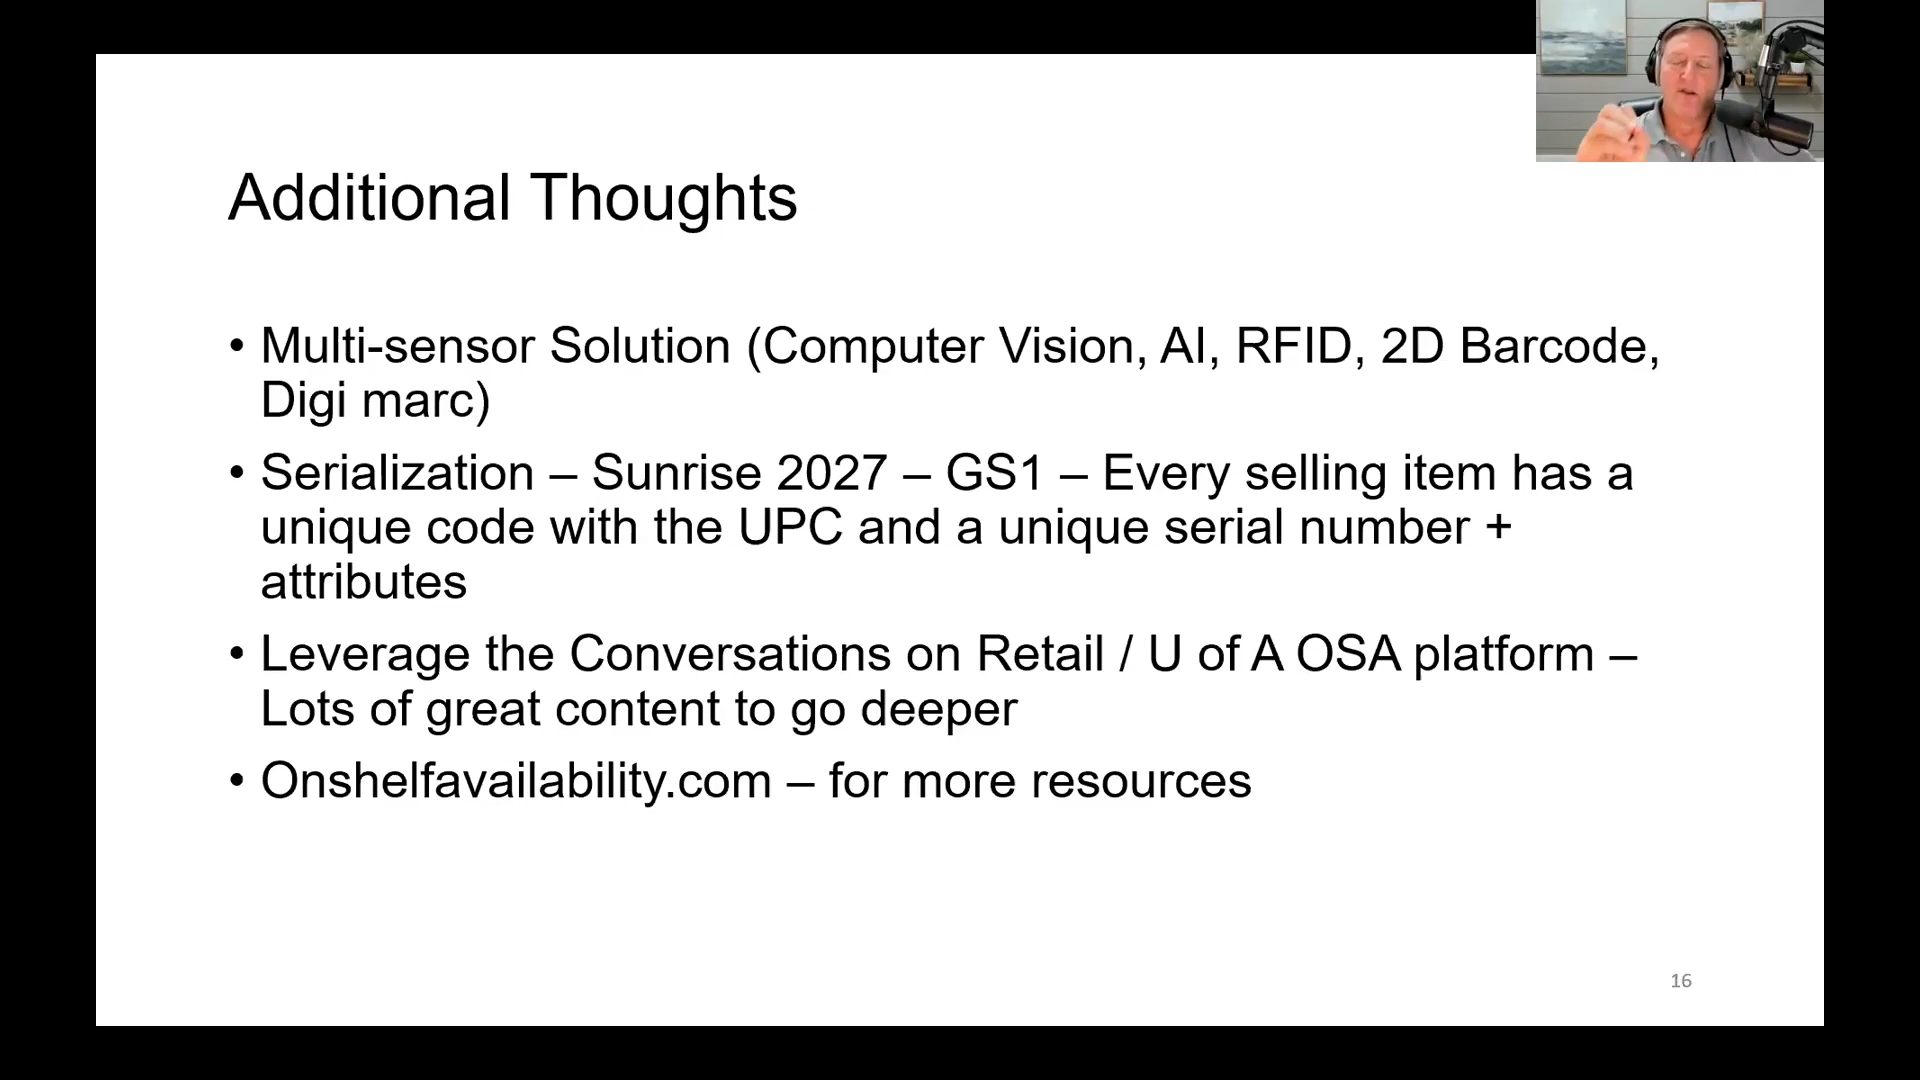 Additional Thoughts
• Multi-sensor Solution (Computer Vision, AI, RFID, 2D Barcode,
Digi marc)
• Serialization – Sunrise 2027 – GS1 – Every selling item has a
unique code with the UPC and a unique serial number +
attributes
• Leverage the Conversations on Retail / U of A OSA platform –
Lots of great content to go deeper
• Onshelfavailability.com – for more resources
16